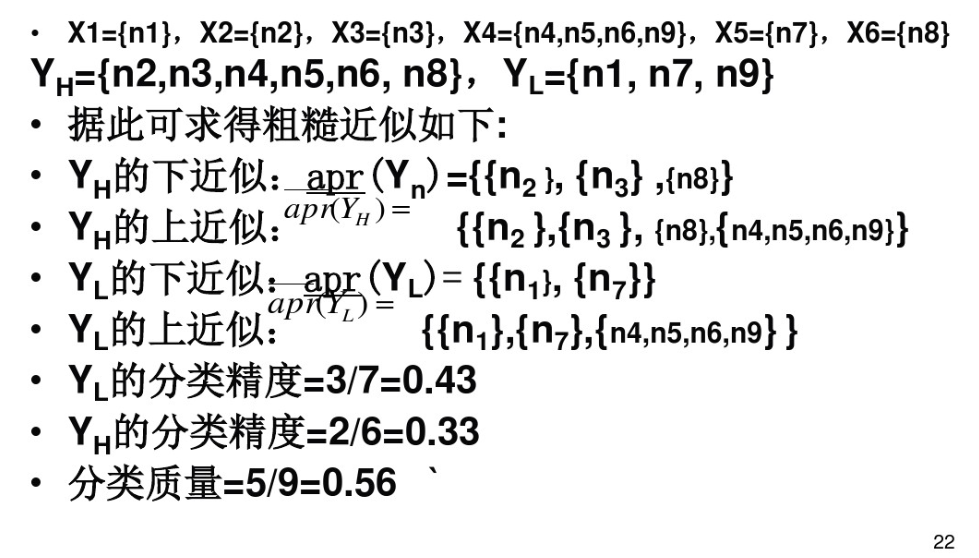 • X1={n1}，X2={n2}，X3={n3}，X4={n4,n5,n6,n9}，X5={n7}，X6={n8}
YH={n2,n3,n4,n5,n6, n8}，YL={n1, n7, n9}
• 据此可求得粗糙近似如下:
• YH的下近似：apr(Yn)={{n2 }, {n3} ,{n8}}
• YH的上近似：apr(YH)= {{n2 },{n3 }, {n8},{n4,n5,n6,n9}}
• YL的下近似：apr(YL)= {{n1}, {n7}}
• YL的上近似：apr(YL)= {{n1},{n7},{n4,n5,n6,n9} }
• YL的分类精度=3/7=0.43
• YH的分类精度=2/6=0.33
• 分类质量=5/9=0.56 `
22